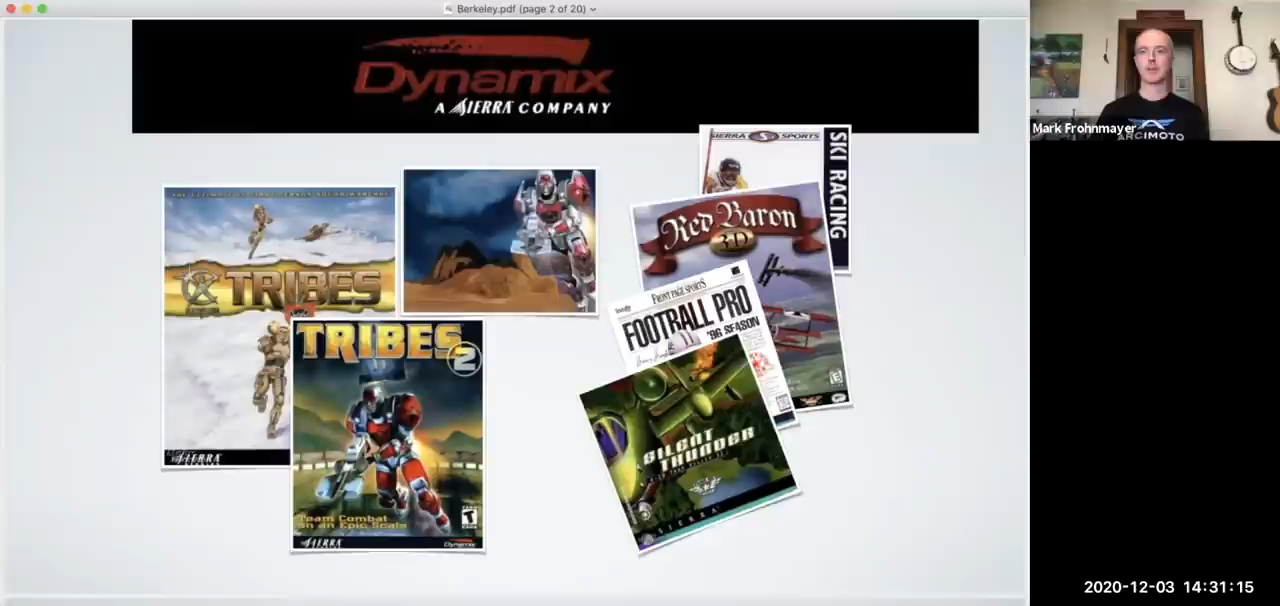 Berkeley.pdf (page 2 of 20)
Dynamix
A SIERRA COMPANY
Mark Frohnmayer
ARCIMOTO
SIERRA SPORTS
SKI RACING
TRIBES
SIERRA
TRIBES 2
Team Combat
on an Epic Scale
SIERRA
Dynamix
Red Baron
3-D
FRONT PAGE SPORTS
FOOTBALL PRO
'96 SEASON
SILENT
THUNDER
SIERRA
2020-12-03 14:31:15